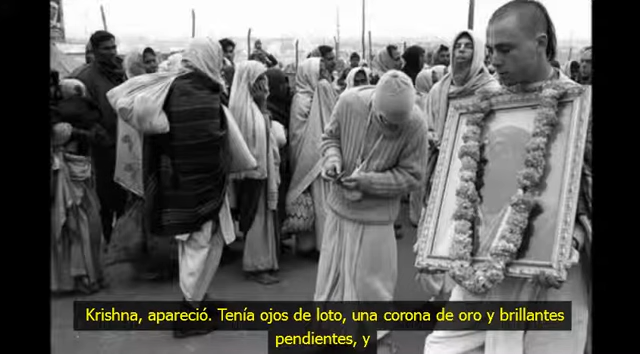 Krishna, apareció. Tenía ojos de loto, una corona de oro y brillantes
pendientes, y